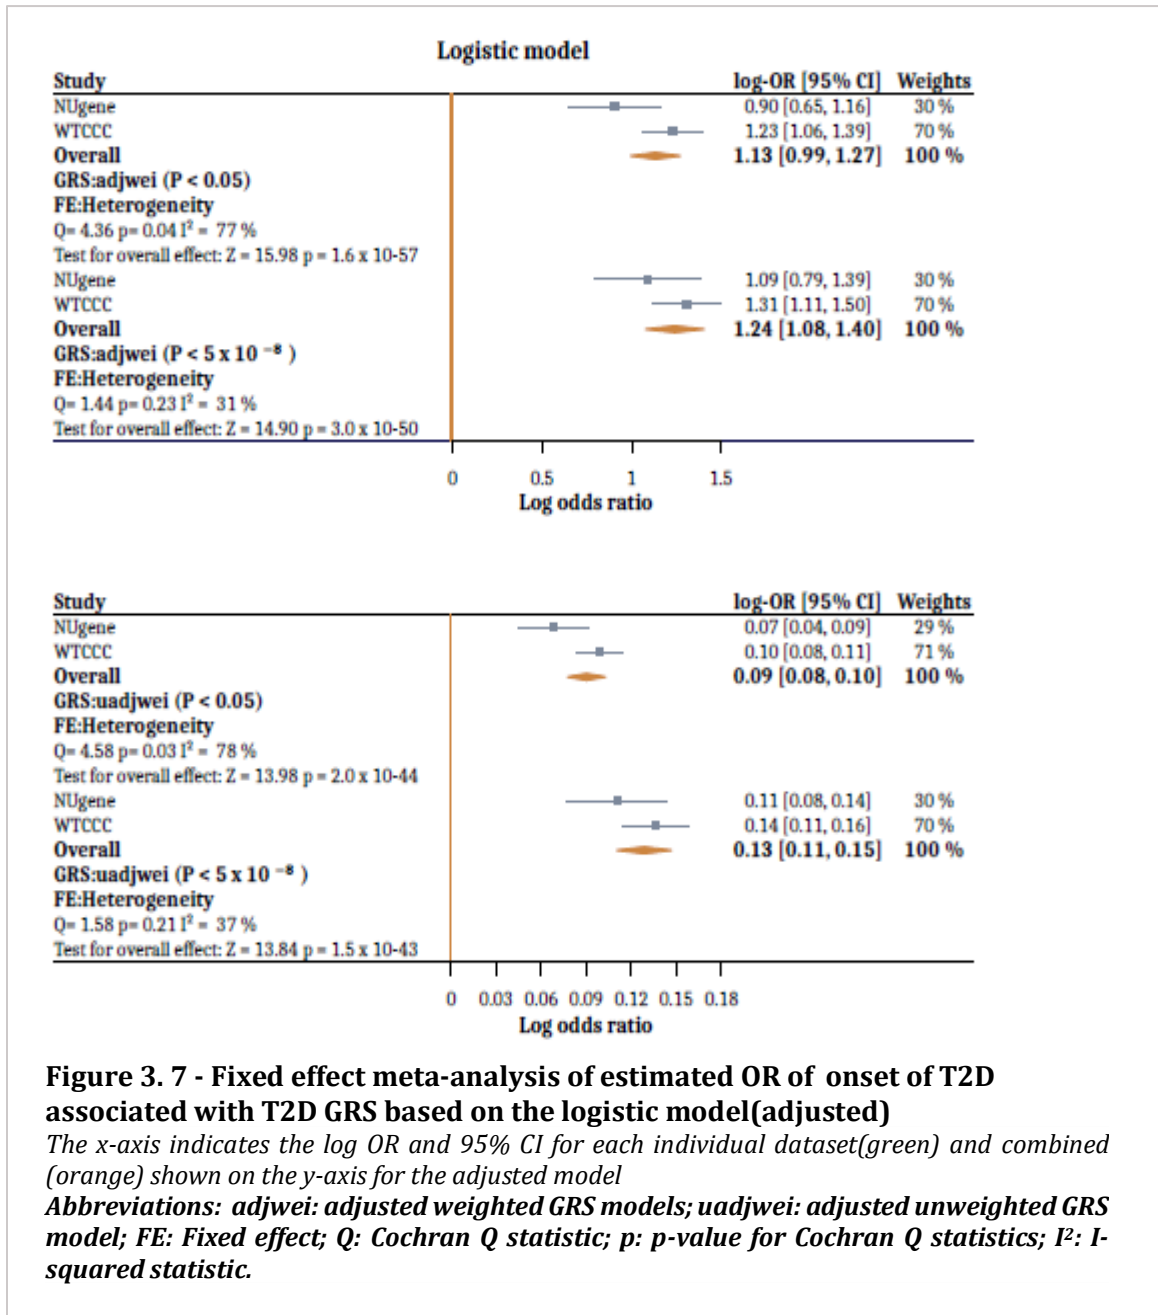 Logistic model
Study log-OR [95% CI] Weights
NUgene 0.90 [0.65, 1.16] 30 %
WTCCC 1.23 [1.06, 1.39] 70 %
Overall 1.13 [0.99, 1.27] 100 %
GRS:adjwei (P < 0.05)
FE:Heterogeneity
Q= 4.36 p= 0.04 I² = 77 %
Test for overall effect: Z = 15.98 p = 1.6 x 10-57
NUgene 1.09 [0.79, 1.39] 30 %
WTCCC 1.31 [1.11, 1.50] 70 %
Overall 1.24 [1.08, 1.40] 100 %
GRS:adjwei (P < 5 x 10 ⁻⁸ )
FE:Heterogeneity
Q= 1.44 p= 0.23 I² = 31 %
Test for overall effect: Z = 14.90 p = 3.0 x 10-50
0 0.5 1 1.5
Log odds ratio
Study log-OR [95% CI] Weights
NUgene 0.07 [0.04, 0.09] 29 %
WTCCC 0.10 [0.08, 0.11] 71 %
Overall 0.09 [0.08, 0.10] 100 %
GRS:uadjwei (P < 0.05)
FE:Heterogeneity
Q= 4.58 p= 0.03 I² = 78 %
Test for overall effect: Z = 13.98 p = 2.0 x 10-44
NUgene 0.11 [0.08, 0.14] 30 %
WTCCC 0.14 [0.11, 0.16] 70 %
Overall 0.13 [0.11, 0.15] 100 %
GRS:uadjwei (P < 5 x 10 ⁻⁸ )
FE:Heterogeneity
Q= 1.58 p= 0.21 I² = 37 %
Test for overall effect: Z = 13.84 p = 1.5 x 10-43
0 0.03 0.06 0.09 0.12 0.15 0.18
Log odds ratio
Figure 3. 7 - Fixed effect meta-analysis of estimated OR of onset of T2D
associated with T2D GRS based on the logistic model(adjusted)
The x-axis indicates the log OR and 95% CI for each individual dataset(green) and combined
(orange) shown on the y-axis for the adjusted model
Abbreviations: adjwei: adjusted weighted GRS models; uadjwei: adjusted unweighted GRS
model; FE: Fixed effect; Q: Cochran Q statistic; p: p-value for Cochran Q statistics; I²: I-
squared statistic.